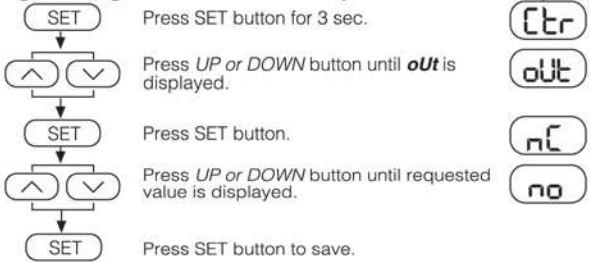 SET Press SET button for 3 sec. Ctr
Press UP or DOWN button until oUt is oUt
displayed.
SET Press SET button. nC
Press UP or DOWN button until requested no
value is displayed.
SET Press SET button to save.